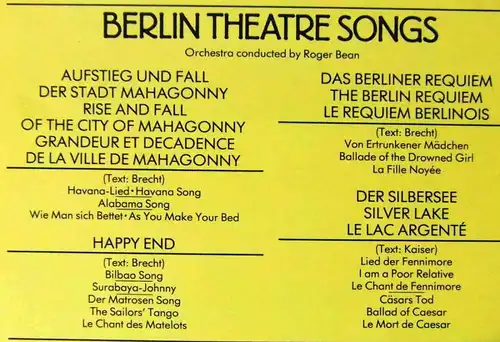 BERLIN THEATRE SONGS
Orchestra conducted by Roger Bean
AUFSTIEG UND FALL
DER STADT MAHAGONNY
RISE AND FALL
OF THE CITY OF MAHAGONNY
GRANDEUR ET DECADENCE
DE LA VILLE DE MAHAGONNY
(Text: Brecht)
Havana-Lied • Havana Song
Alabama Song
Wie Man sich Bettet • As You Make Your Bed
HAPPY END
(Text: Brecht)
Bilbao Song
Surabaya-Johnny
Der Matrosen Song
The Sailors' Tango
Le Chant des Matelots
DAS BERLINER REQUIEM
THE BERLIN REQUIEM
LE REQUIEM BERLINOIS
(Text: Brecht)
Von Ertrunkener Mädchen
Ballade of the Drowned Girl
La Fille Noyée
DER SILBERSEE
SILVER LAKE
LE LAC ARGENTÉ
(Text: Kaiser)
Lied der Fennimore
I am a Poor Relative
Le Chant de Fennimore
Cäsars Tod
Ballad of Caesar
Le Mort de Caesar